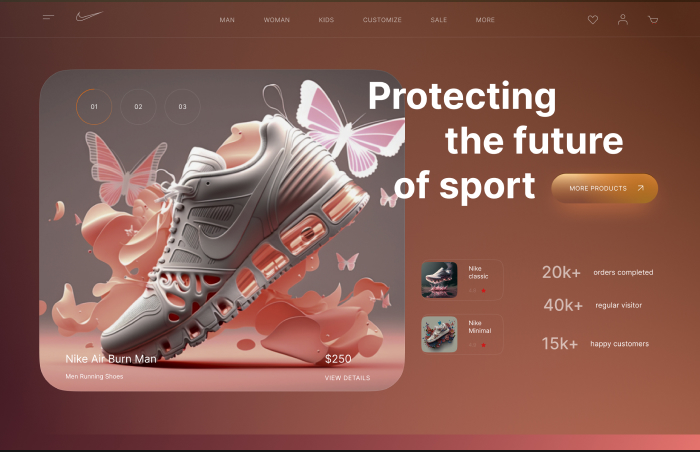 MAN WOMAN KIDS CUSTOMIZE SALE MORE
01 02 03
Protecting
the future
of sport
MORE PRODUCTS
Nike
classic
Nike
Minimal
20k+ orders completed
40k+ regular visitor
15k+ happy customers
Nike Air Burn Man $250
Men Running Shoes VIEW DETAILS